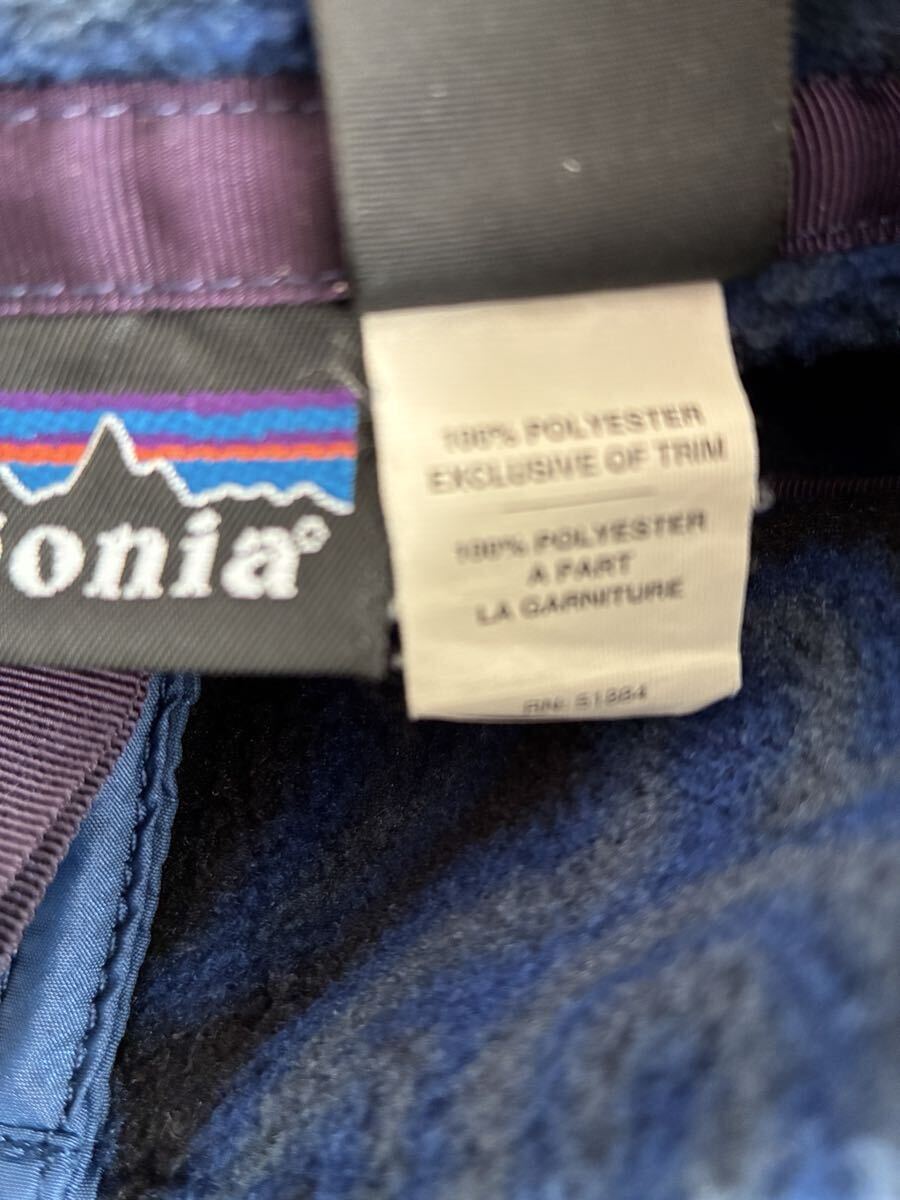 onia®
100% POLYESTER
EXCLUSIVE OF TRIM
100% POLYESTER
A PART
LA GARNITURE
RN: 51884